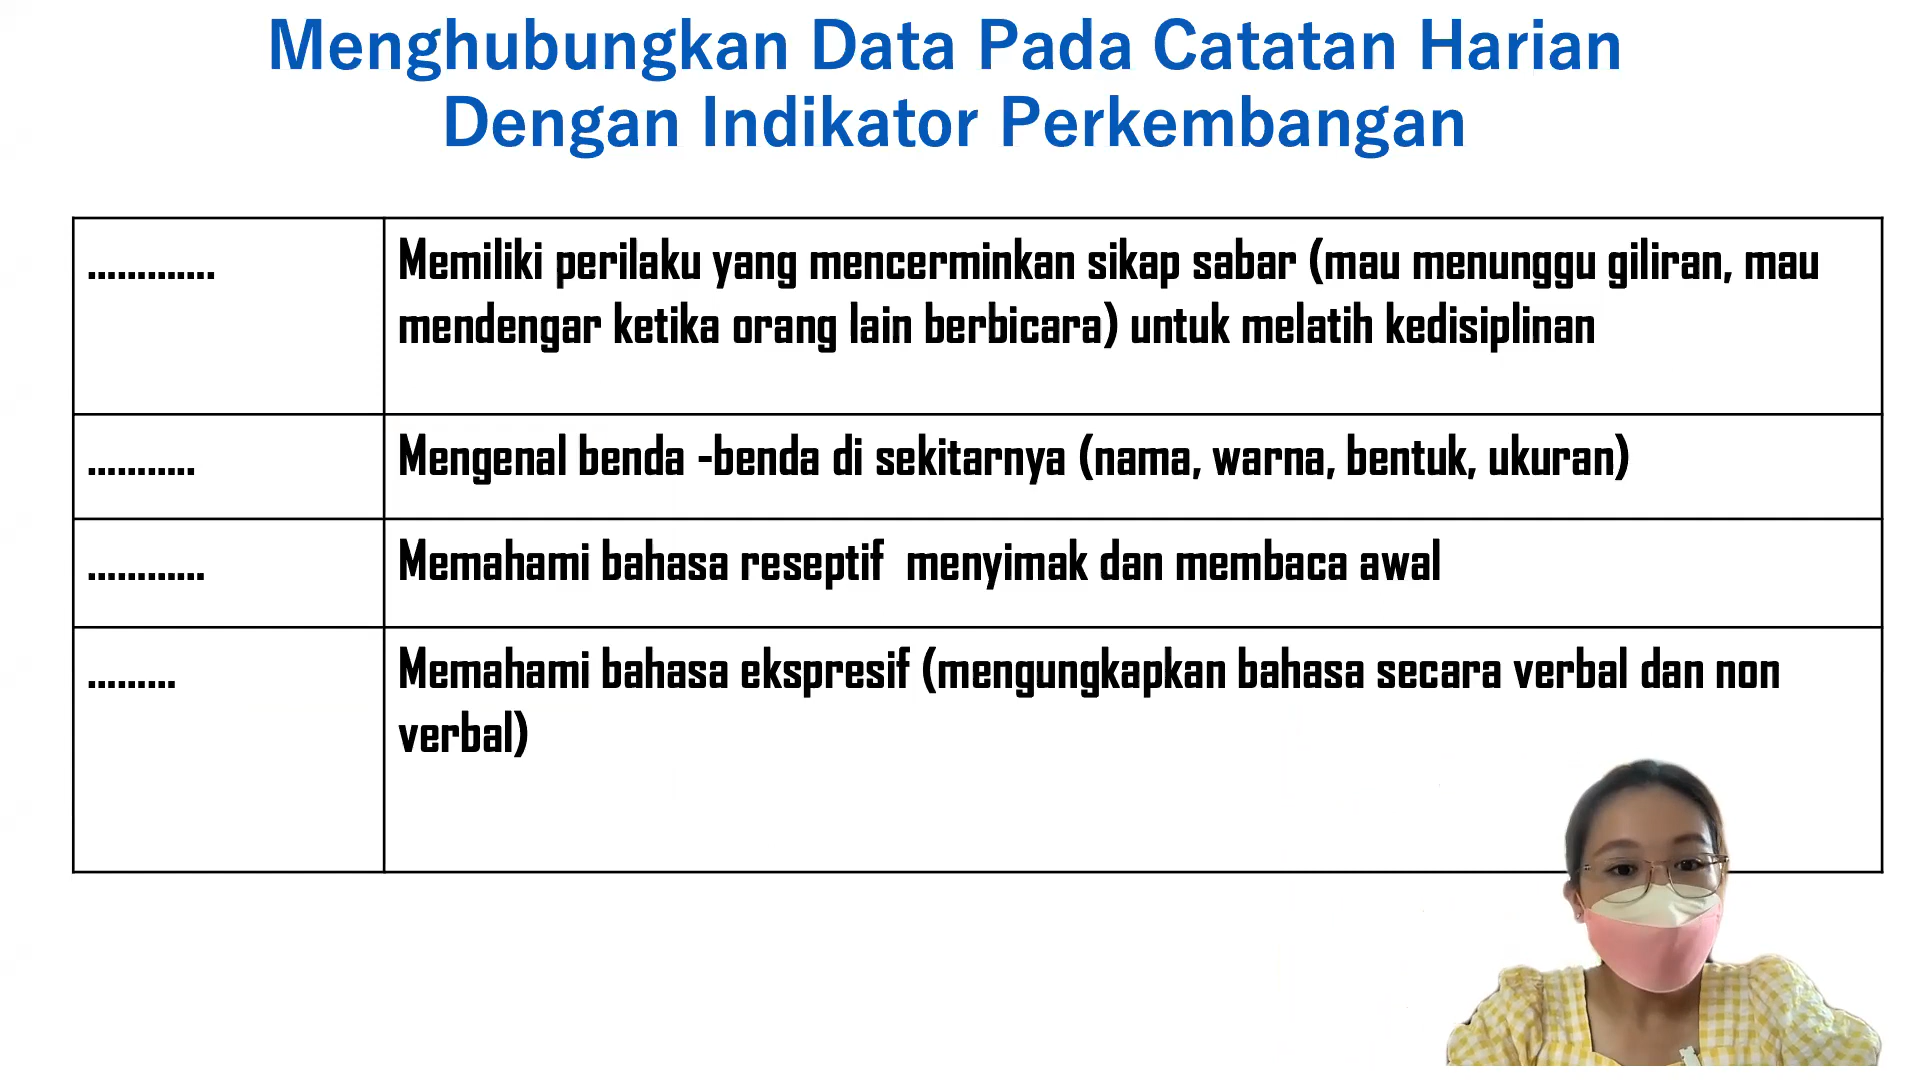 Menghubungkan Data Pada Catatan Harian
Dengan Indikator Perkembangan
............. Memiliki perilaku yang mencerminkan sikap sabar (mau menunggu giliran, mau
mendengar ketika orang lain berbicara) untuk melatih kedisiplinan
........... Mengenal benda -benda di sekitarnya (nama, warna, bentuk, ukuran)
............ Memahami bahasa reseptif menyimak dan membaca awal
......... Memahami bahasa ekspresif (mengungkapkan bahasa secara verbal dan non
verbal)